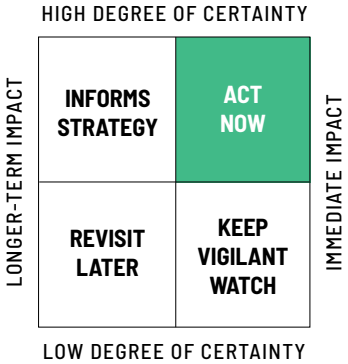 HIGH DEGREE OF CERTAINTY
LONGER-TERM IMPACT
INFORMS
STRATEGY
ACT
NOW
IMMEDIATE IMPACT
REVISIT
LATER
KEEP
VIGILANT
WATCH
LOW DEGREE OF CERTAINTY